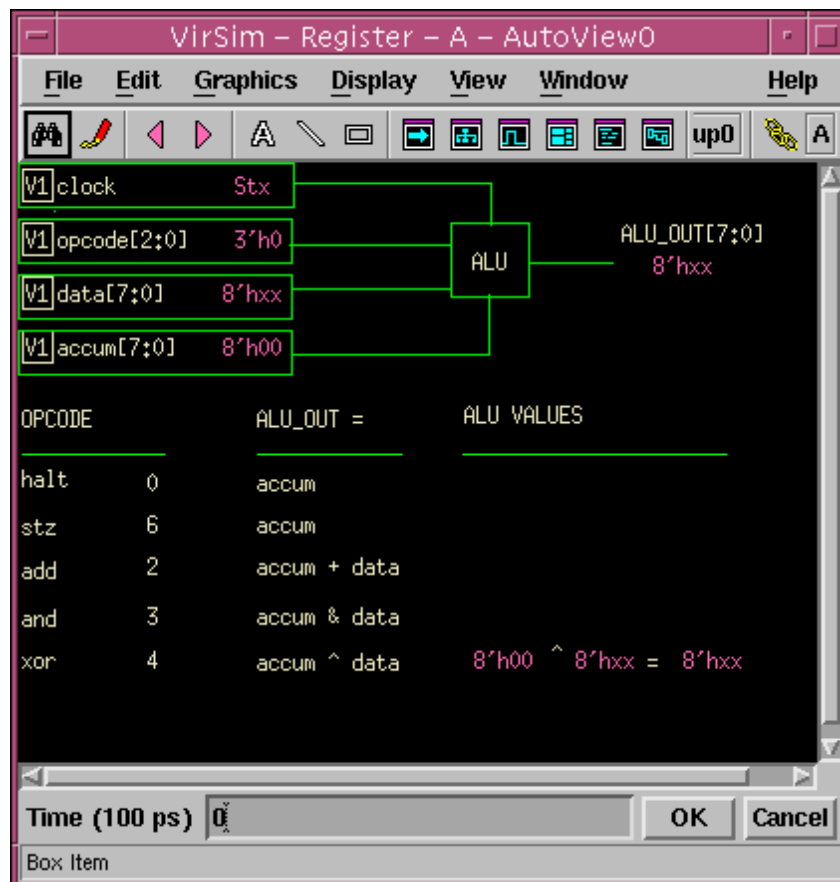 VirSim – Register – A – AutoView0
File Edit Graphics Display View Window Help
A up0 A
V1 clock Stx
V1 opcode[2:0] 3'h0
V1 data[7:0] 8'hxx
V1 accum[7:0] 8'h00
ALU
ALU_OUT[7:0]
8'hxx
OPCODE ALU_OUT = ALU VALUES
halt 0 accum
stz 6 accum
add 2 accum + data
and 3 accum & data
xor 4 accum ^ data 8'h00 ^ 8'hxx = 8'hxx
Time (100 ps) 0 OK Cancel
Box Item